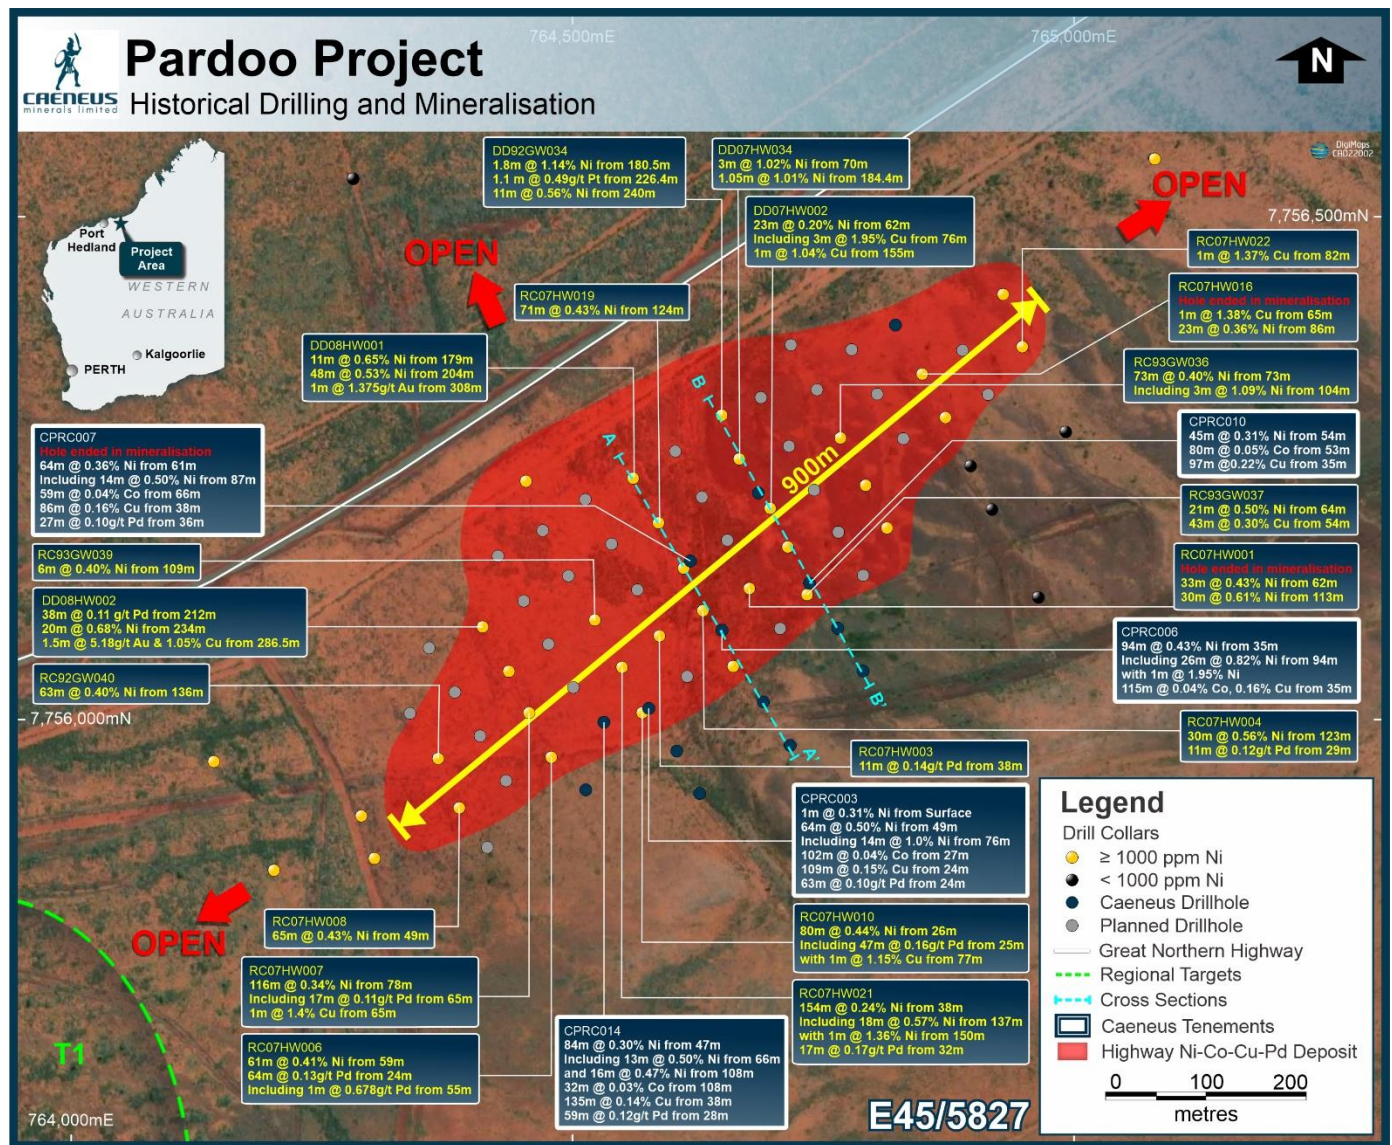 764,500mE
765,000mE
CAENEUS
minerals limited
Pardoo Project
Historical Drilling and Mineralisation
N
DigiMaps
CAD22002
Port
Hedland
Project
Area
WESTERN
AUSTRALIA
Kalgoorlie
PERTH
DD92GW034
1.8m @ 1.14% Ni from 180.5m
1.1 m @ 0.49g/t Pt from 226.4m
11m @ 0.56% Ni from 240m
DD07HW034
3m @ 1.02% Ni from 70m
1.05m @ 1.01% Ni from 184.4m
DD07HW002
23m @ 0.20% Ni from 62m
Including 3m @ 1.95% Cu from 76m
1m @ 1.04% Cu from 155m
OPEN
7,756,500mN
OPEN
RC07HW022
1m @ 1.37% Cu from 82m
RC07HW016
Hole ended in mineralisation
1m @ 1.38% Cu from 65m
23m @ 0.36% Ni from 86m
RC07HW019
71m @ 0.43% Ni from 124m
DD08HW001
11m @ 0.65% Ni from 179m
48m @ 0.53% Ni from 204m
1m @ 1.375g/t Au from 308m
RC93GW036
73m @ 0.40% Ni from 73m
Including 3m @ 1.09% Ni from 104m
CPRC007
Hole ended in mineralisation
64m @ 0.36% Ni from 61m
Including 14m @ 0.50% Ni from 87m
59m @ 0.04% Co from 66m
86m @ 0.16% Cu from 38m
27m @ 0.10g/t Pd from 36m
B
A
900m
CPRC010
45m @ 0.31% Ni from 54m
80m @ 0.05% Co from 53m
97m @0.22% Cu from 35m
RC93GW037
21m @ 0.50% Ni from 64m
43m @ 0.30% Cu from 54m
RC93GW039
6m @ 0.40% Ni from 109m
RC07HW001
Hole ended in mineralisation
33m @ 0.43% Ni from 62m
30m @ 0.61% Ni from 113m
DD08HW002
38m @ 0.11 g/t Pd from 212m
20m @ 0.68% Ni from 234m
1.5m @ 5.18g/t Au & 1.05% Cu from 286.5m
CPRC006
94m @ 0.43% Ni from 35m
Including 26m @ 0.82% Ni from 94m
with 1m @ 1.95% Ni
115m @ 0.04% Co, 0.16% Cu from 35m
RC92GW040
63m @ 0.40% Ni from 136m
7,756,000mN
B'
A'
RC07HW004
30m @ 0.56% Ni from 123m
11m @ 0.12g/t Pd from 29m
RC07HW003
11m @ 0.14g/t Pd from 38m
CPRC003
1m @ 0.31% Ni from Surface
64m @ 0.50% Ni from 49m
Including 14m @ 1.0% Ni from 76m
102m @ 0.04% Co from 27m
109m @ 0.15% Cu from 24m
63m @ 0.10g/t Pd from 24m
OPEN
RC07HW008
65m @ 0.43% Ni from 49m
RC07HW010
80m @ 0.44% Ni from 26m
Including 47m @ 0.16g/t Pd from 25m
with 1m @ 1.15% Cu from 77m
RC07HW007
116m @ 0.34% Ni from 78m
Including 17m @ 0.11g/t Pd from 65m
1m @ 1.4% Cu from 65m
RC07HW021
154m @ 0.24% Ni from 38m
Including 18m @ 0.57% Ni from 137m
with 1m @ 1.36% Ni from 150m
17m @ 0.17g/t Pd from 32m
CPRC014
84m @ 0.30% Ni from 47m
Including 13m @ 0.50% Ni from 66m
and 16m @ 0.47% Ni from 108m
32m @ 0.03% Co from 108m
135m @ 0.14% Cu from 38m
59m @ 0.12g/t Pd from 28m
RC07HW006
61m @ 0.41% Ni from 59m
64m @ 0.13g/t Pd from 24m
Including 1m @ 0.678g/t Pd from 55m
T1
764,000mE
E45/5827
Legend
Drill Collars
≥ 1000 ppm Ni
< 1000 ppm Ni
Caeneus Drillhole
Planned Drillhole
Great Northern Highway
Regional Targets
Cross Sections
Caeneus Tenements
Highway Ni-Co-Cu-Pd Deposit
0 100 200
metres